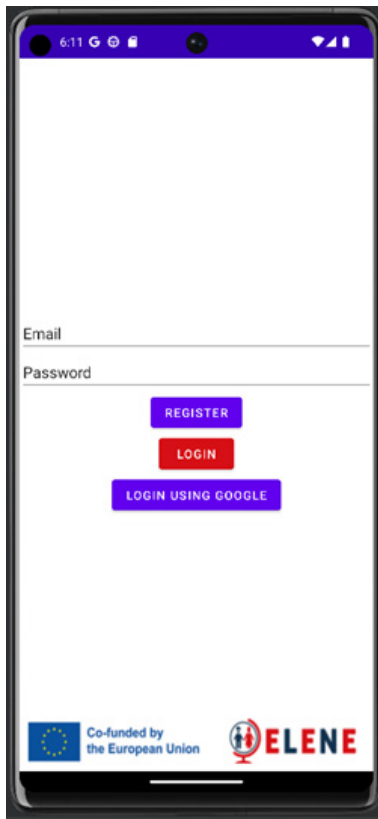 6:11 G
Email
Password
REGISTER
LOGIN
LOGIN USING GOOGLE
Co-funded by
the European Union
ELENE